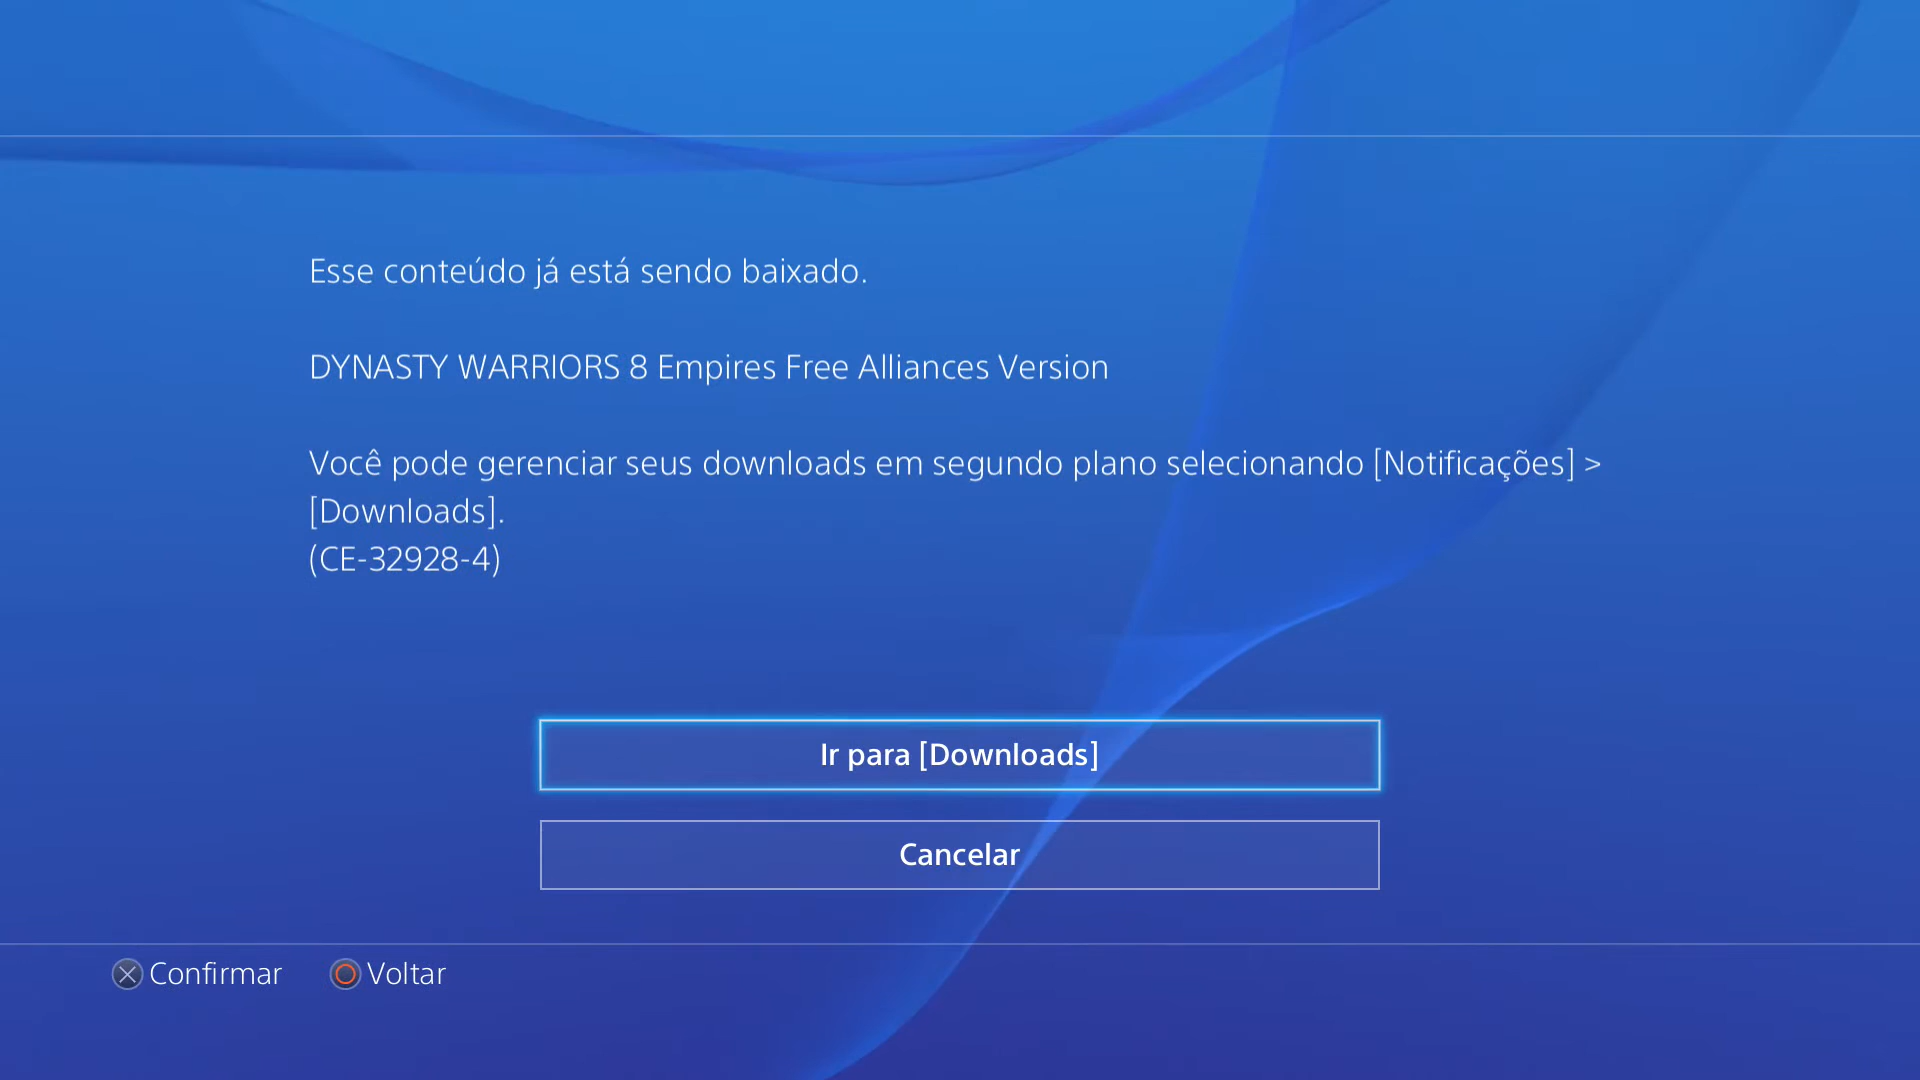 Esse conteúdo já está sendo baixado.
DYNASTY WARRIORS 8 Empires Free Alliances Version
Você pode gerenciar seus downloads em segundo plano selecionando [Notificações] >
[Downloads].
(CE-32928-4)
Ir para [Downloads]
Cancelar
Confirmar
Voltar